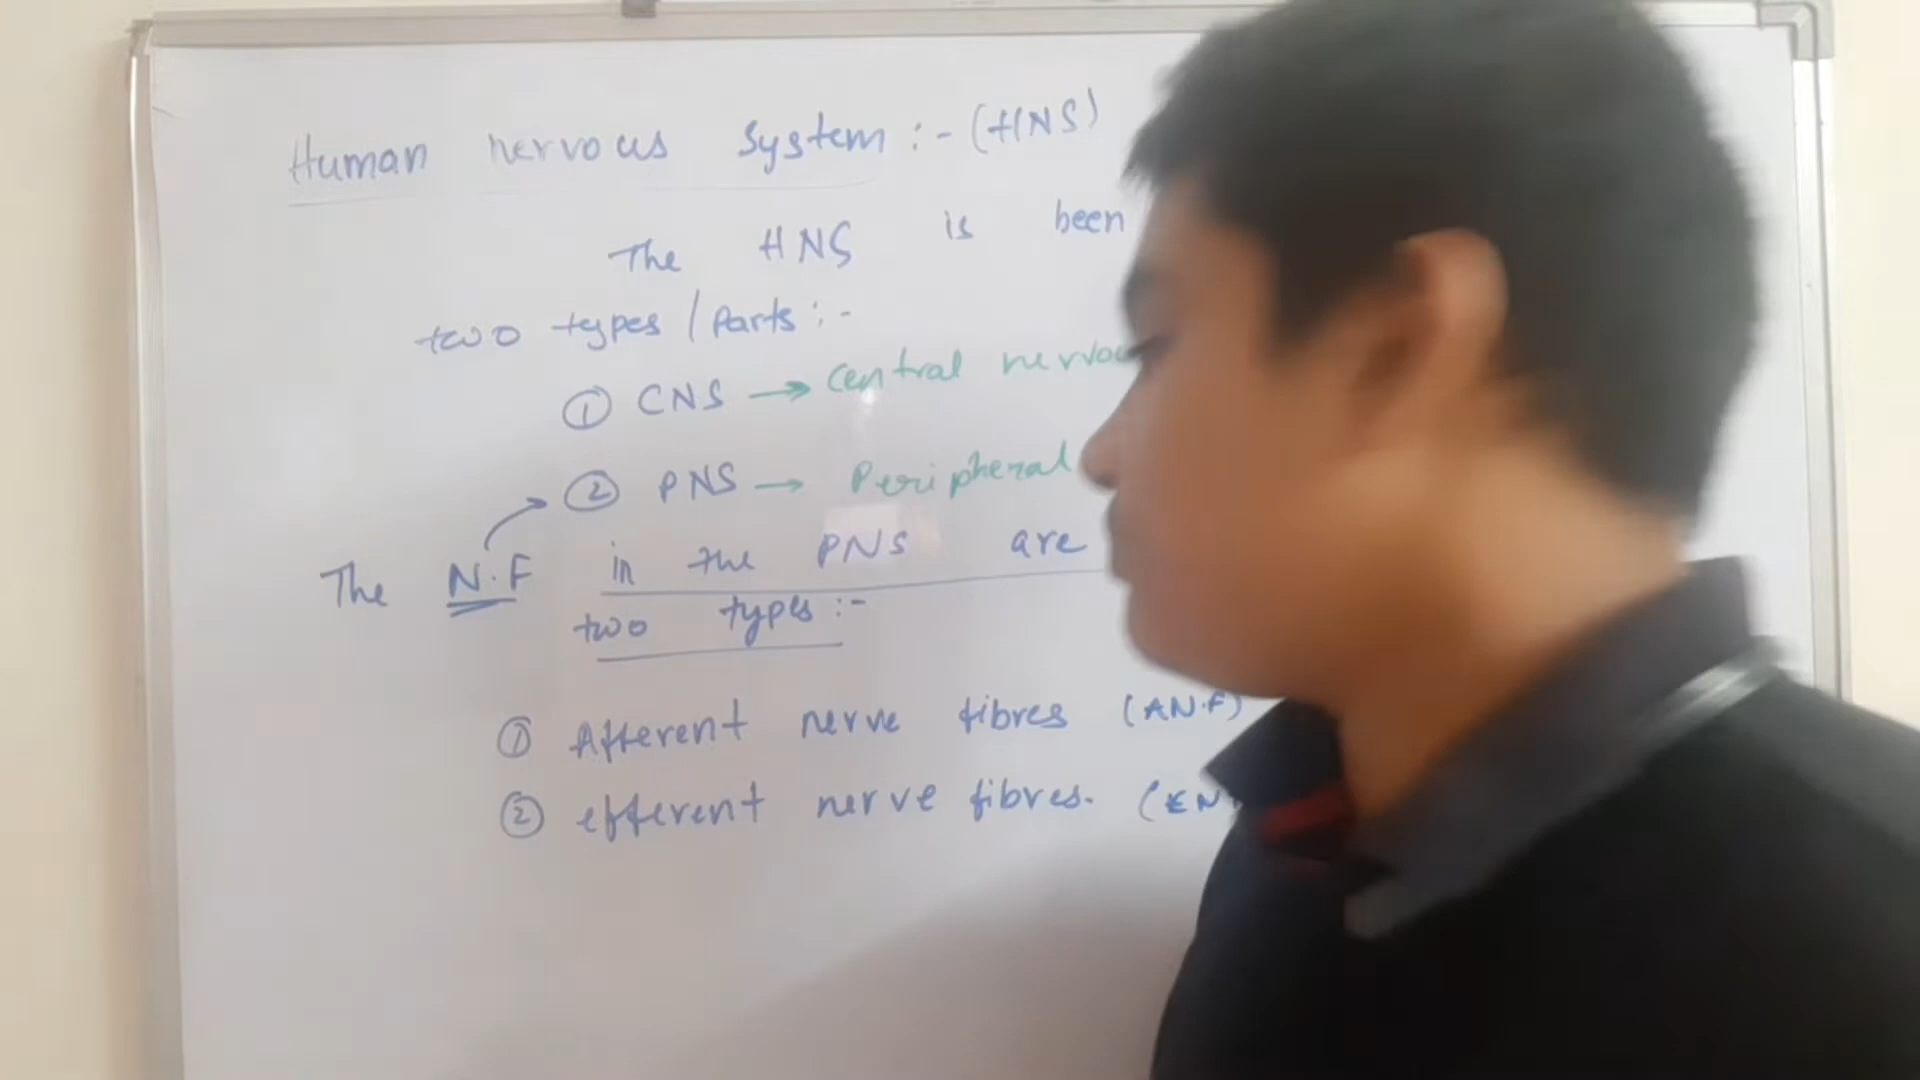 Human nervous system :- (HNS)
The HNS is been
two types / parts :-
① CNS → central
② PNS → Peripheral
The N.F in the PNS are
two types :-
① Afferent nerve fibres (AN.F)
② efferent nerve fibres. (EN